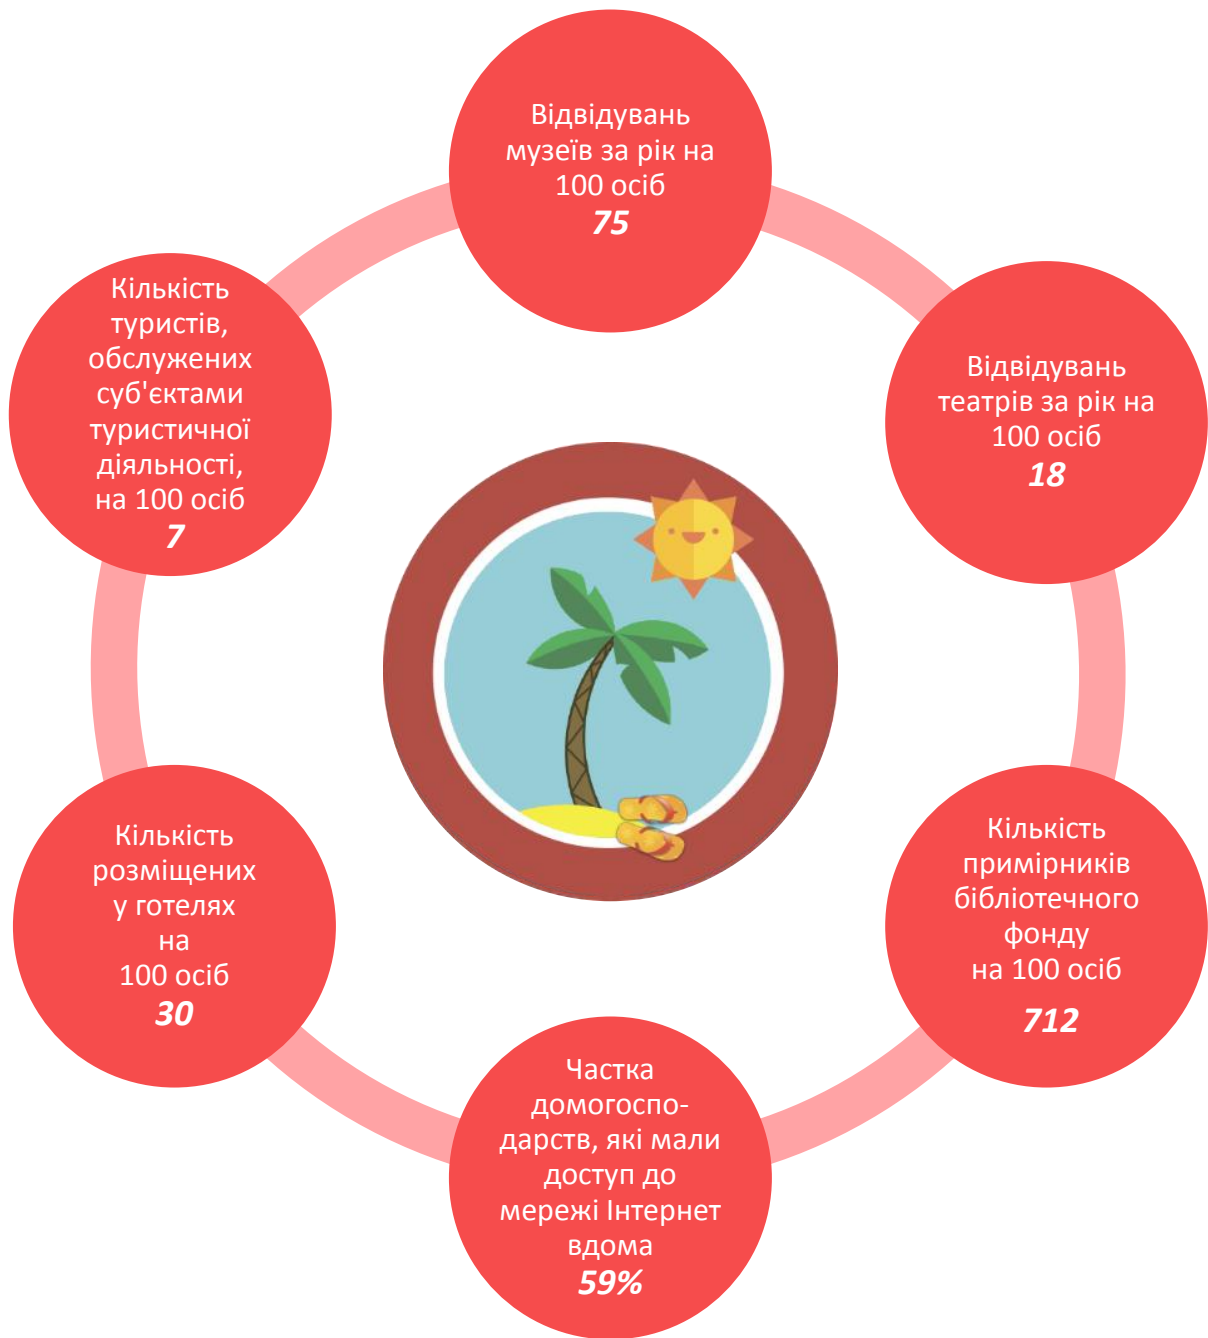 Відвідувань
музеїв за рік на
100 осіб
75
Відвідувань
театрів за рік на
100 осіб
18
Кількість
примірників
бібліотечного
фонду
на 100 осіб
712
Частка
домогоспо-
дарств, які мали
доступ до
мережі Інтернет
вдома
59%
Кількість
розміщених
у готелях
на
100 осіб
30
Кількість
туристів,
обслужених
суб'єктами
туристичної
діяльності,
на 100 осіб
7